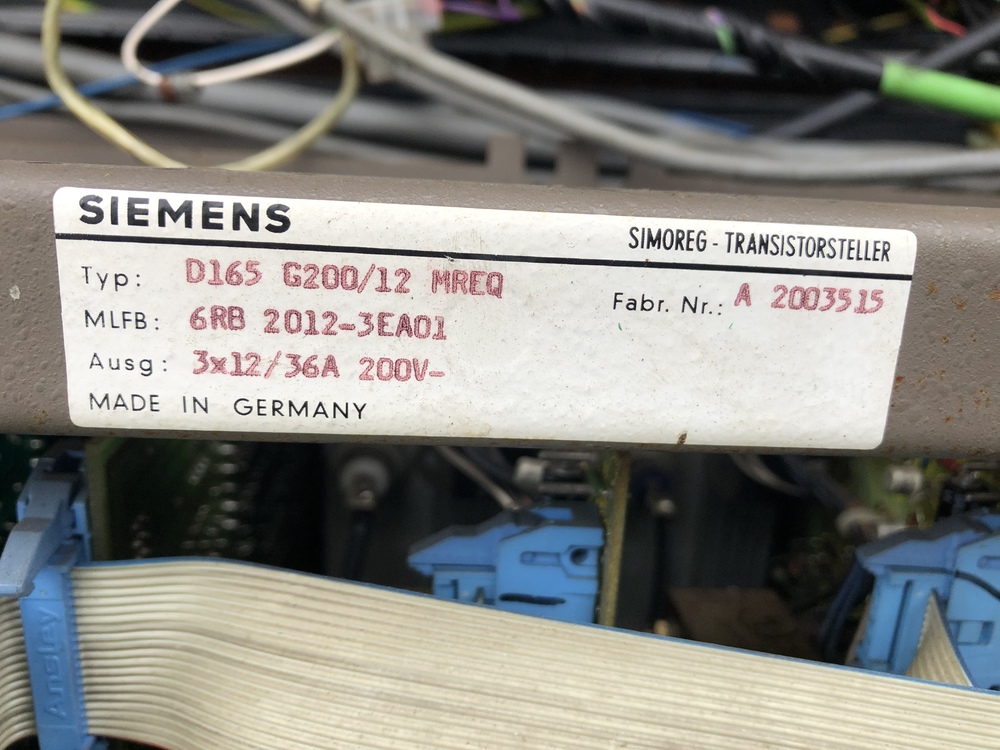 SIEMENS
SIMOREG - TRANSISTORSTELLER
Typ: D165 G200/12 MREQ
Fabr. Nr.: A 2003515
MLFB: 6RB 2012-3EA01
Ausg: 3x12/36A 200V-
MADE IN GERMANY
Ansley